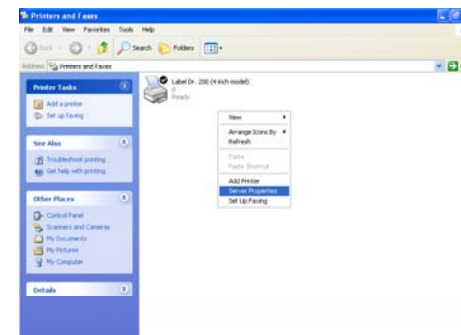 Printers and Faxes
File Edit View Favorites Tools Help
Back Search Folders
Address Printers and Faxes
Printer Tasks
Add a printer
Set up faxing
See Also
Troubleshoot printing
Get help with printing
Other Places
Control Panel
Scanners and Cameras
My Documents
My Pictures
My Computer
Details
Label Dr. 200 (4 inch model)
0
Ready
View
Arrange Icons By
Refresh
Paste
Paste Shortcut
Add Printer
Server Properties
Set Up Faxing